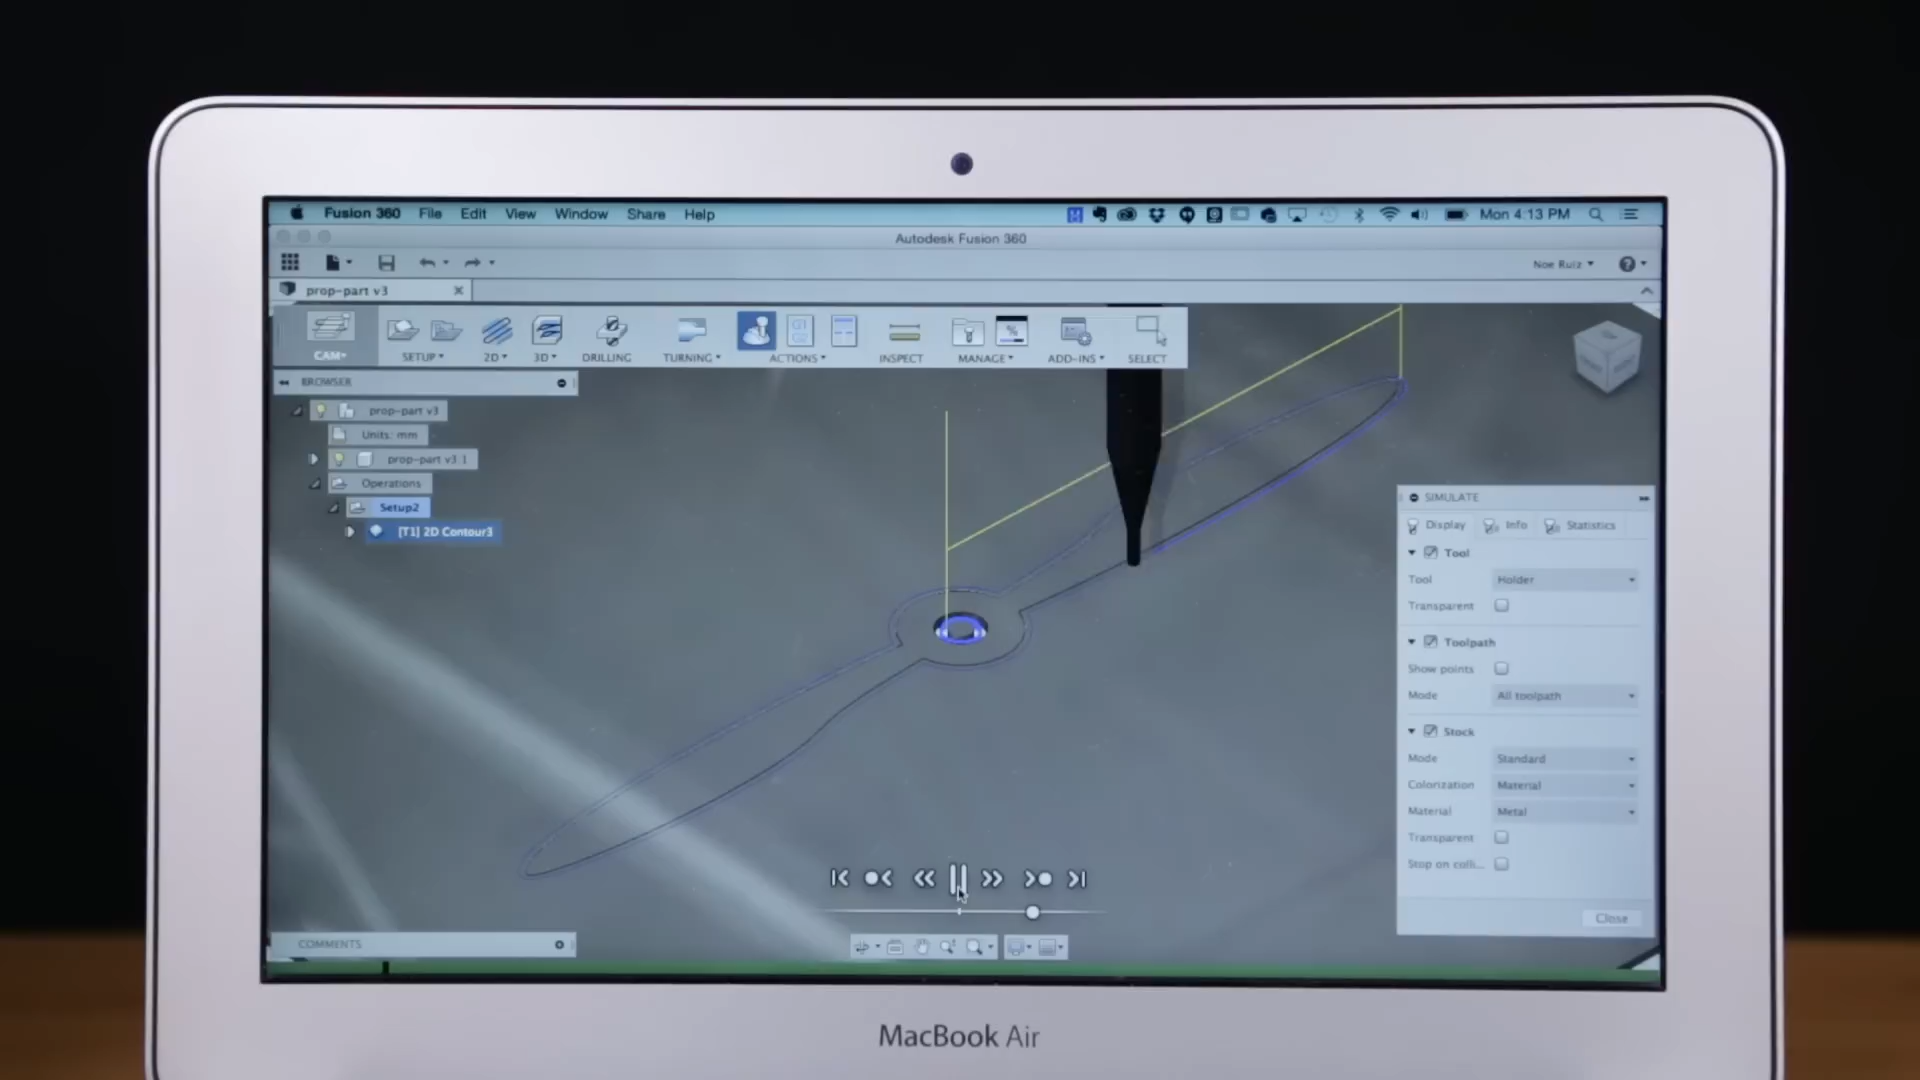 Fusion 360 File Edit View Window Share Help Mon 4:13 PM
Autodesk Fusion 360
Noe Ruiz
prop-part v3
CAM SETUP 2D 3D DRILLING TURNING ACTIONS INSPECT MANAGE ADD-INS SELECT
BROWSER
prop-part v3
Units: mm
prop-part v3:1
Operations
Setup2
[T1] 2D Contour3
SIMULATE
Display Info Statistics
Tool
Tool Holder
Transparent
Toolpath
Show points
Mode All toolpath
Stock
Mode Standard
Colorization Material
Material Metal
Transparent
Stop on colli...
Close
COMMENTS
MacBook Air